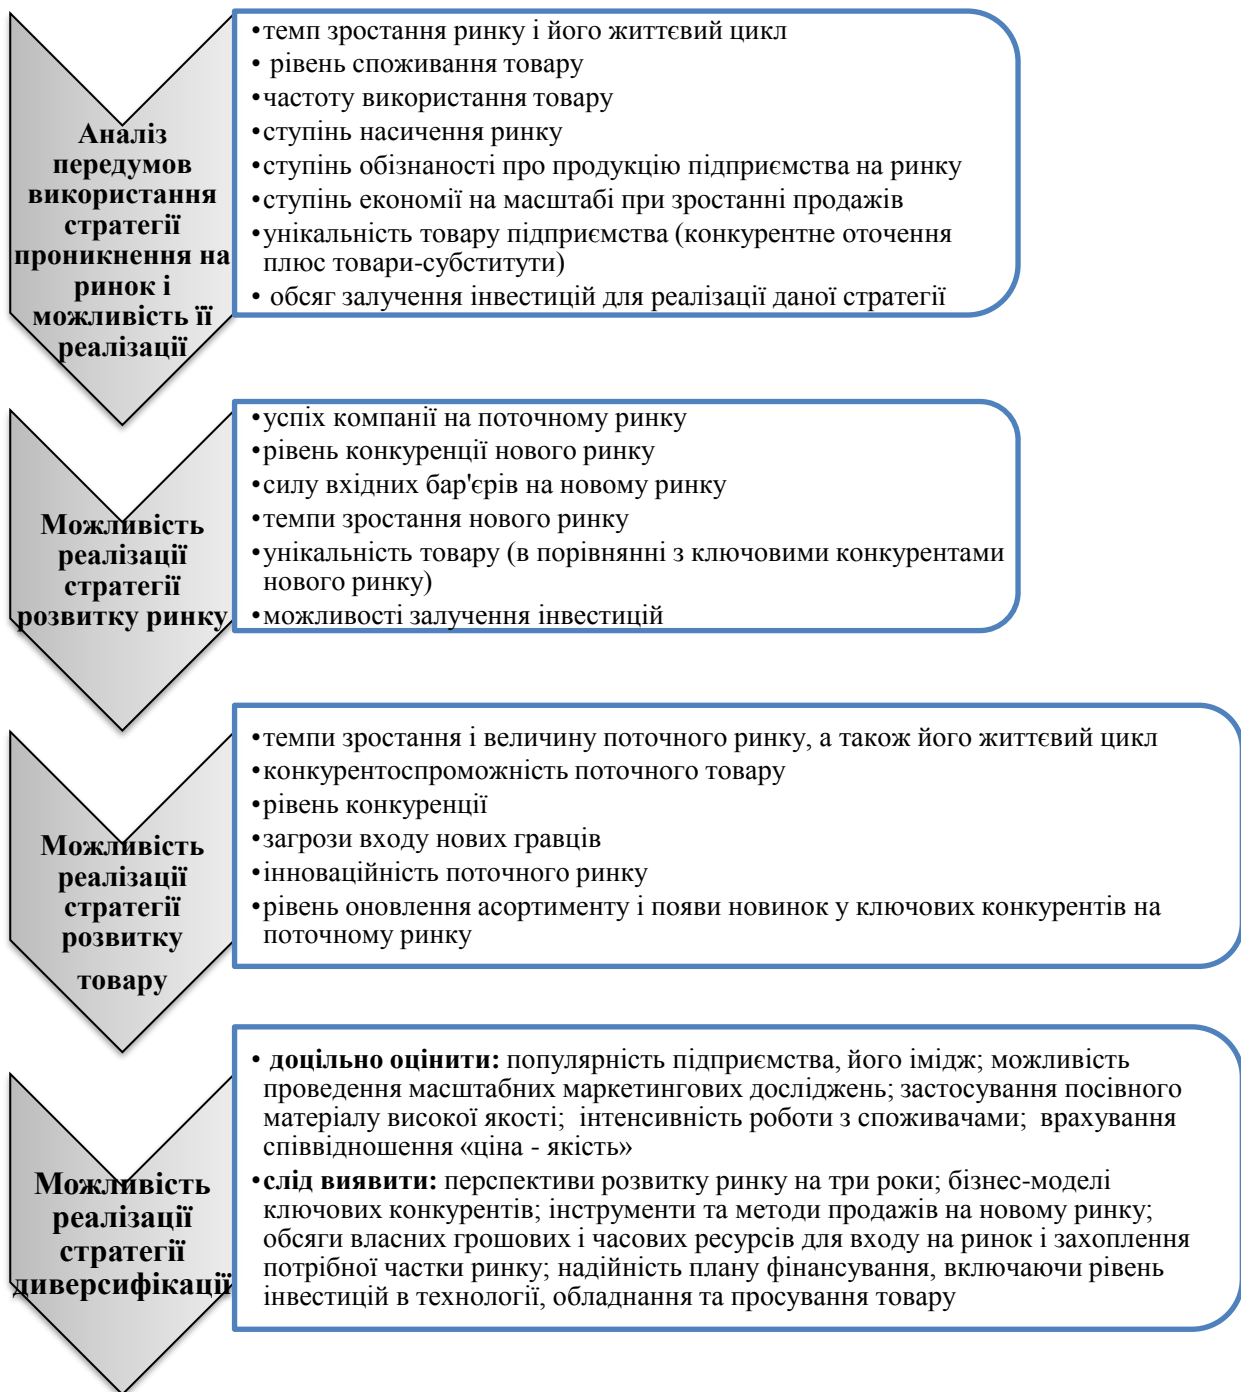 Аналіз
передумов
використання
стратегії
проникнення на
ринок і
можливість її
реалізації
•темп зростання ринку і його життєвий цикл
• рівень споживання товару
•частоту використання товару
•ступінь насичення ринку
•ступінь обізнаності про продукцію підприємства на ринку
•ступінь економії на масштабі при зростанні продажів
•унікальність товару підприємства (конкурентне оточення
плюс товари-субститути)
• обсяг залучення інвестицій для реалізації даної стратегії
Можливість
реалізації
стратегії
розвитку ринку
•успіх компанії на поточному ринку
•рівень конкуренції нового ринку
•силу вхідних бар'єрів на новому ринку
•темпи зростання нового ринку
•унікальність товару (в порівнянні з ключовими конкурентами
нового ринку)
•можливості залучення інвестицій
Можливість
реалізації
стратегії
розвитку
товару
•темпи зростання і величину поточного ринку, а також його життєвий цикл
•конкурентоспроможність поточного товару
•рівень конкуренції
•загрози входу нових гравців
•інноваційність поточного ринку
•рівень оновлення асортименту і появи новинок у ключових конкурентів на
поточному ринку
Можливість
реалізації
стратегії
диверсифікації
• доцільно оцінити: популярність підприємства, його імідж; можливість
проведення масштабних маркетингових досліджень; застосування посівного
матеріалу високої якості; інтенсивність роботи з споживачами; врахування
співвідношення «ціна - якість»
•слід виявити: перспективи розвитку ринку на три роки; бізнес-моделі
ключових конкурентів; інструменти та методи продажів на новому ринку;
обсяги власних грошових і часових ресурсів для входу на ринок і захоплення
потрібної частки ринку; надійність плану фінансування, включаючи рівень
інвестицій в технології, обладнання та просування товару